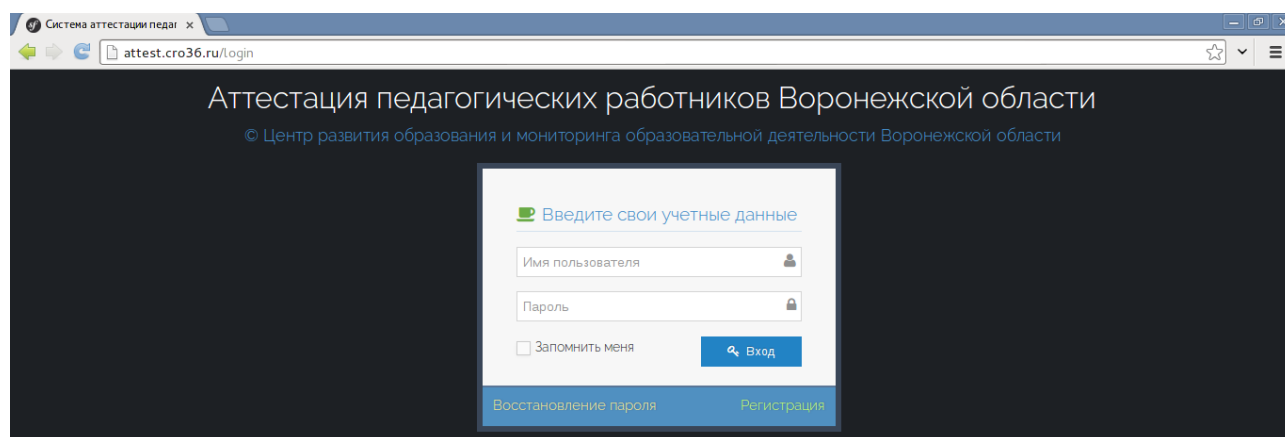 Система аттестации педаг
attest.cro36.ru/login
Аттестация педагогических работников Воронежской области
© Центр развития образования и мониторинга образовательной деятельности Воронежской области
Введите свои учетные данные
Имя пользователя
Пароль
Запомнить меня
Вход
Восстановление пароля
Регистрация